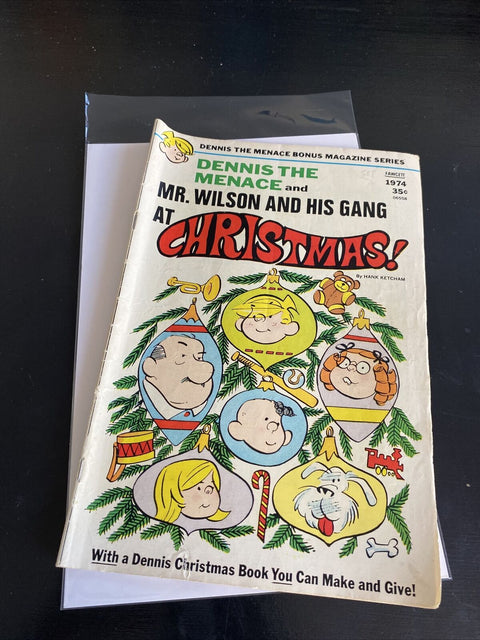 DENNIS THE MENACE BONUS MAGAZINE SERIES
DENNIS THE
MENACE and
MR. WILSON AND HIS GANG
AT CHRISTMAS!
FAWCETT
1974
35¢
06558
By HANK KETCHAM
With a Dennis Christmas Book You Can Make and Give!